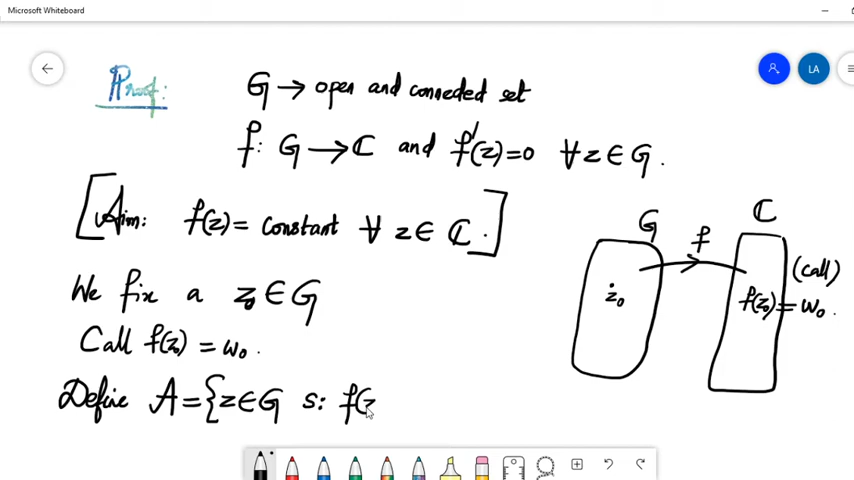 Microsoft Whiteboard
LA
Proof:
G → open and conneded set
f: G → ℂ and f'(z)=0 ∀ z ∈ G.
[Aim: f(z)= constant ∀ z ∈ ℂ.]
We fix a z₀ ∈ G
Call f(z₀) = w₀.
Define A={z∈G s: f(z
G
f
ℂ
(call)
z₀
f(z₀)= w₀.